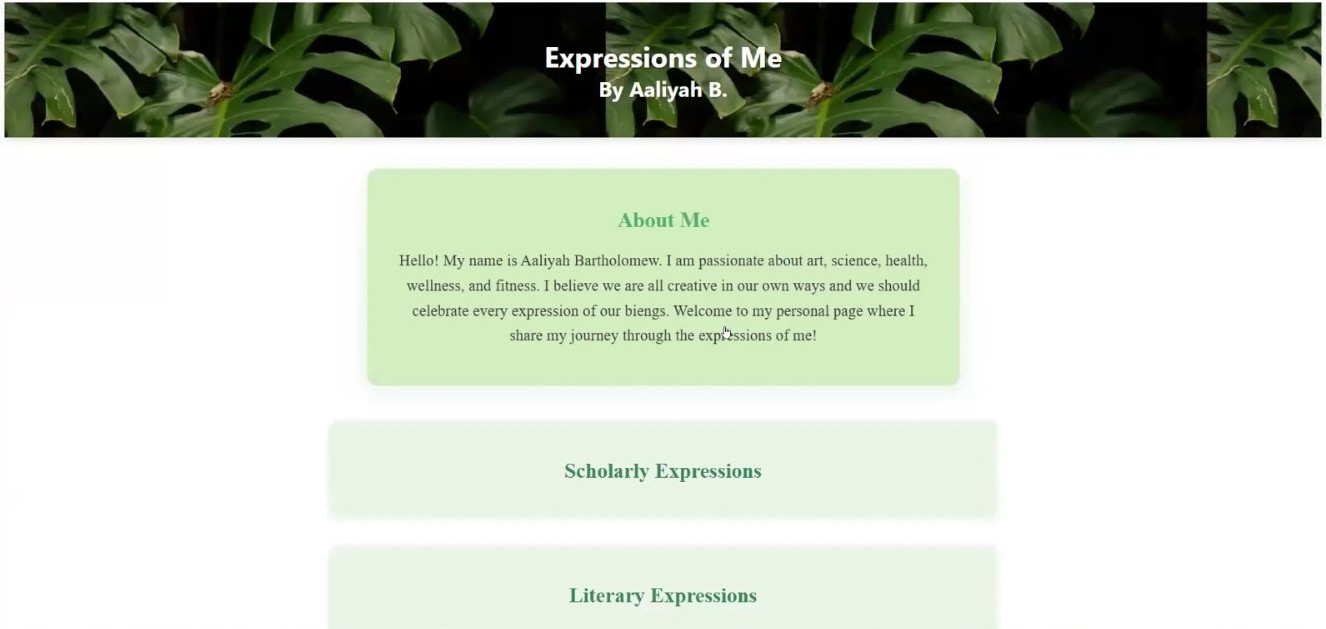 Expressions of Me
By Aaliyah B.
About Me
Hello! My name is Aaliyah Bartholomew. I am passionate about art, science, health,
wellness, and fitness. I believe we are all creative in our own ways and we should
celebrate every expression of our biengs. Welcome to my personal page where I
share my journey through the expressions of me!
Scholarly Expressions
Literary Expressions